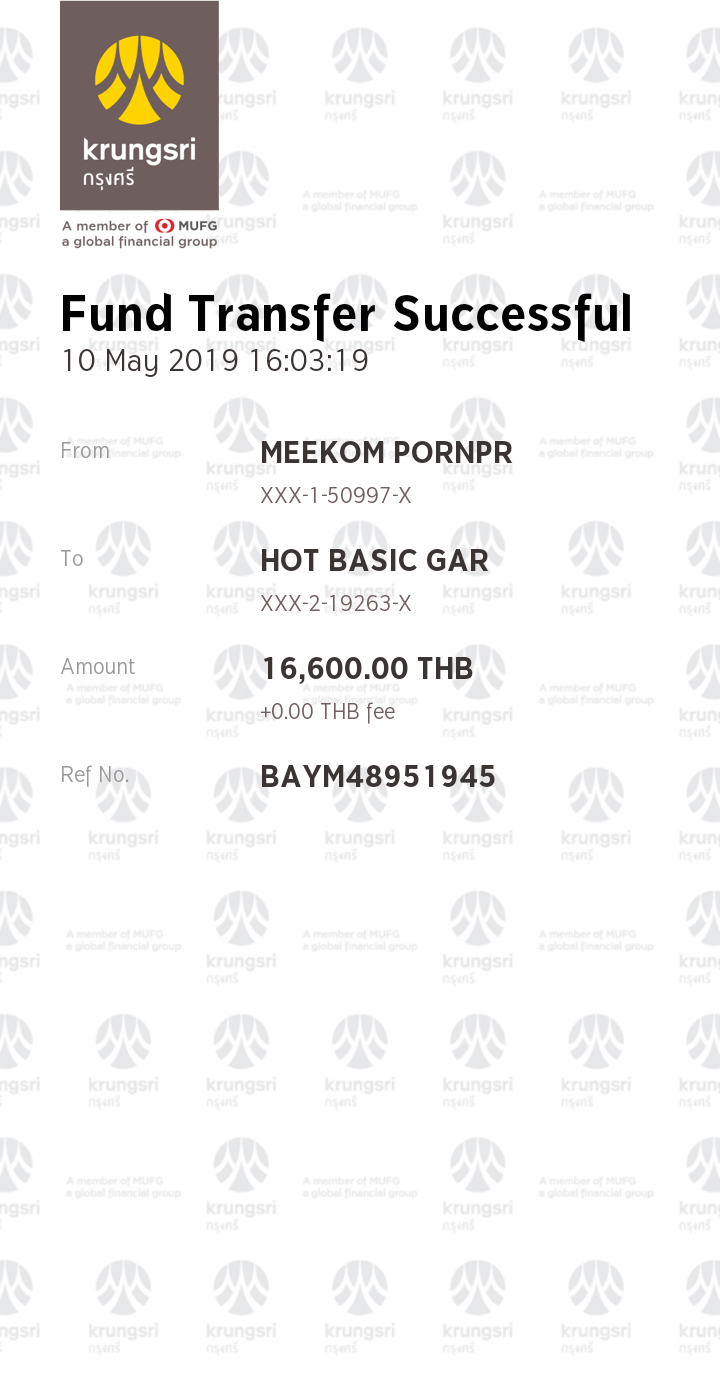 krungsri
กรุงศรี
A member of MUFG
a global financial group
Fund Transfer Successful
10 May 2019 16:03:19
From
MEEKOM PORNPR
XXX-1-50997-X
To
HOT BASIC GAR
XXX-2-19263-X
Amount
16,600.00 THB
+0.00 THB fee
Ref No.
BAYM48951945